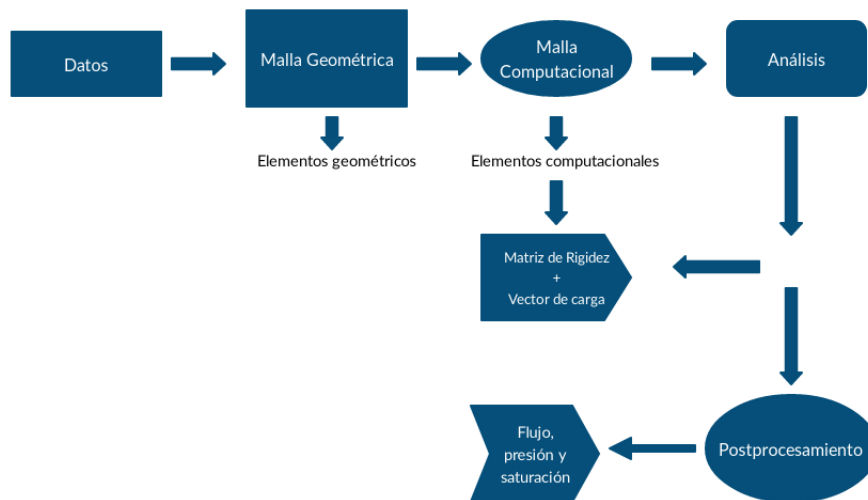 Datos
Malla Geométrica
Malla
Computacional
Análisis
Elementos geométricos
Elementos computacionales
Matriz de Rigidez
+
Vector de carga
Flujo,
presión y
saturación
Postprocesamiento